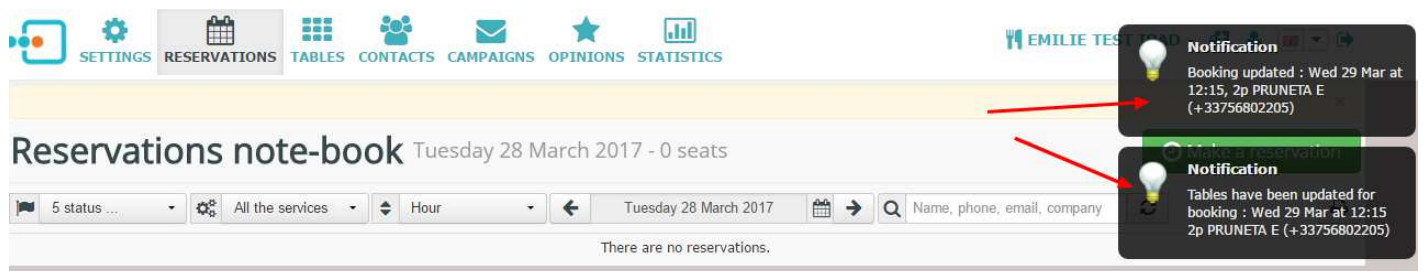 SETTINGS RESERVATIONS TABLES CONTACTS CAMPAIGNS OPINIONS STATISTICS
EMILIE TEST
Notification
Booking updated : Wed 29 Mar at
12:15, 2p PRUNETA E
(+33756802205)
Reservations note-book Tuesday 28 March 2017 - 0 seats
Make a reservation
Notification
Tables have been updated for
booking : Wed 29 Mar at 12:15
2p PRUNETA E (+33756802205)
5 status ... All the services Hour Tuesday 28 March 2017 Name, phone, email, company
There are no reservations.